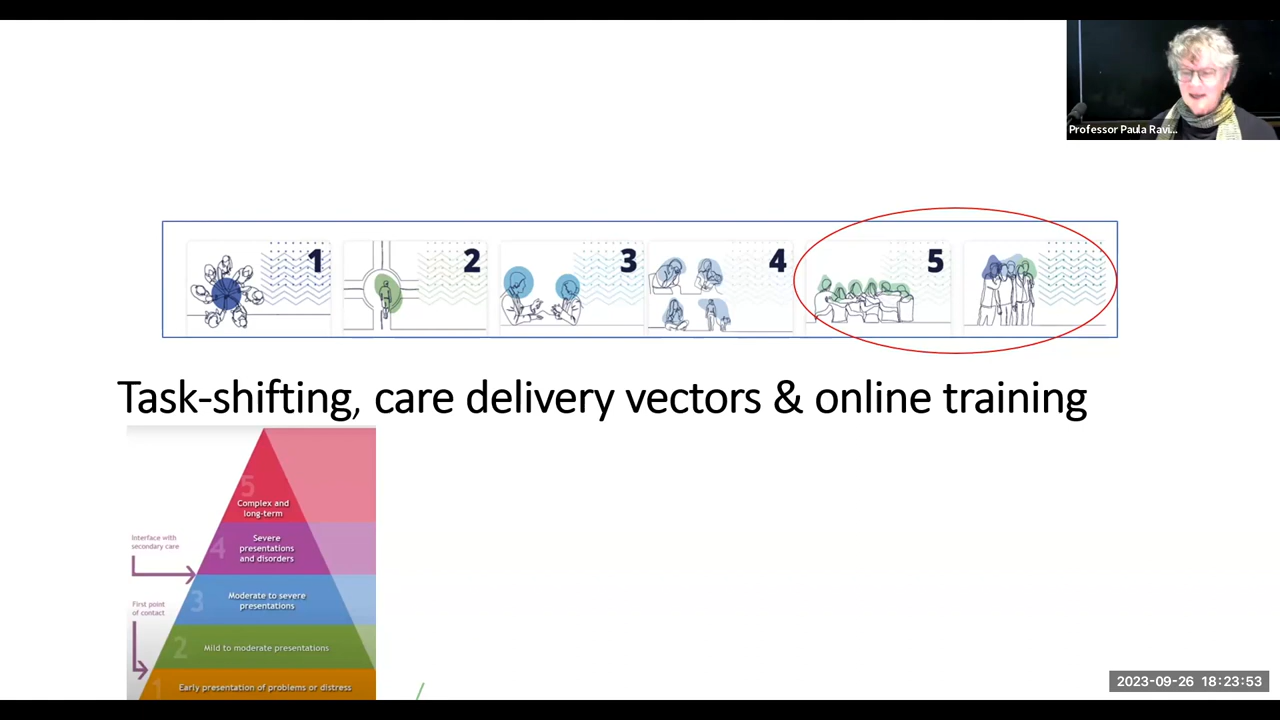 Professor Paula Ravi...
1
2
3
4
5
Task-shifting, care delivery vectors & online training
5
Complex and
long-term
Interface with
secondary care
4
Severe
presentations
and disorders
First point
of contact
3
Moderate to severe
presentations
2
Mild to moderate presentations
1
Early presentation of problems or distress
2023-09-26 18:23:53